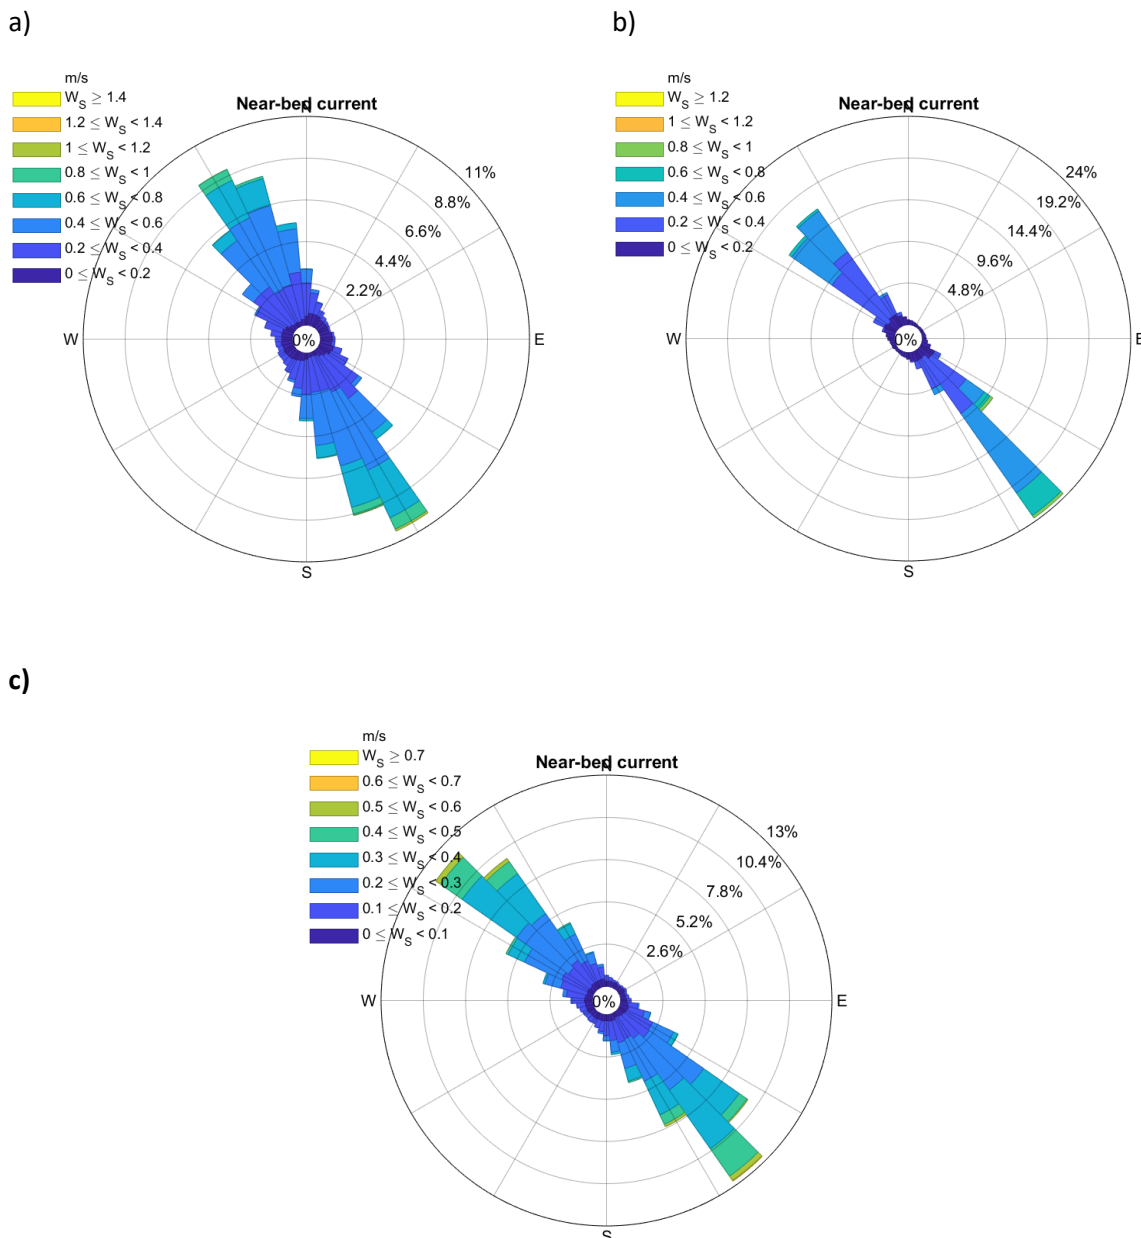 a)
m/s
W_S ≥ 1.4
1.2 ≤ W_S < 1.4
1 ≤ W_S < 1.2
0.8 ≤ W_S < 1
0.6 ≤ W_S < 0.8
0.4 ≤ W_S < 0.6
0.2 ≤ W_S < 0.4
0 ≤ W_S < 0.2
Near-bed current
N
11%
8.8%
6.6%
4.4%
2.2%
0%
W
E
S
b)
m/s
W_S ≥ 1.2
1 ≤ W_S < 1.2
0.8 ≤ W_S < 1
0.6 ≤ W_S < 0.8
0.4 ≤ W_S < 0.6
0.2 ≤ W_S < 0.4
0 ≤ W_S < 0.2
Near-bed current
N
24%
19.2%
14.4%
9.6%
4.8%
0%
W
E
S
c)
m/s
W_S ≥ 0.7
0.6 ≤ W_S < 0.7
0.5 ≤ W_S < 0.6
0.4 ≤ W_S < 0.5
0.3 ≤ W_S < 0.4
0.2 ≤ W_S < 0.3
0.1 ≤ W_S < 0.2
0 ≤ W_S < 0.1
Near-bed current
N
13%
10.4%
7.8%
5.2%
2.6%
0%
W
E
S